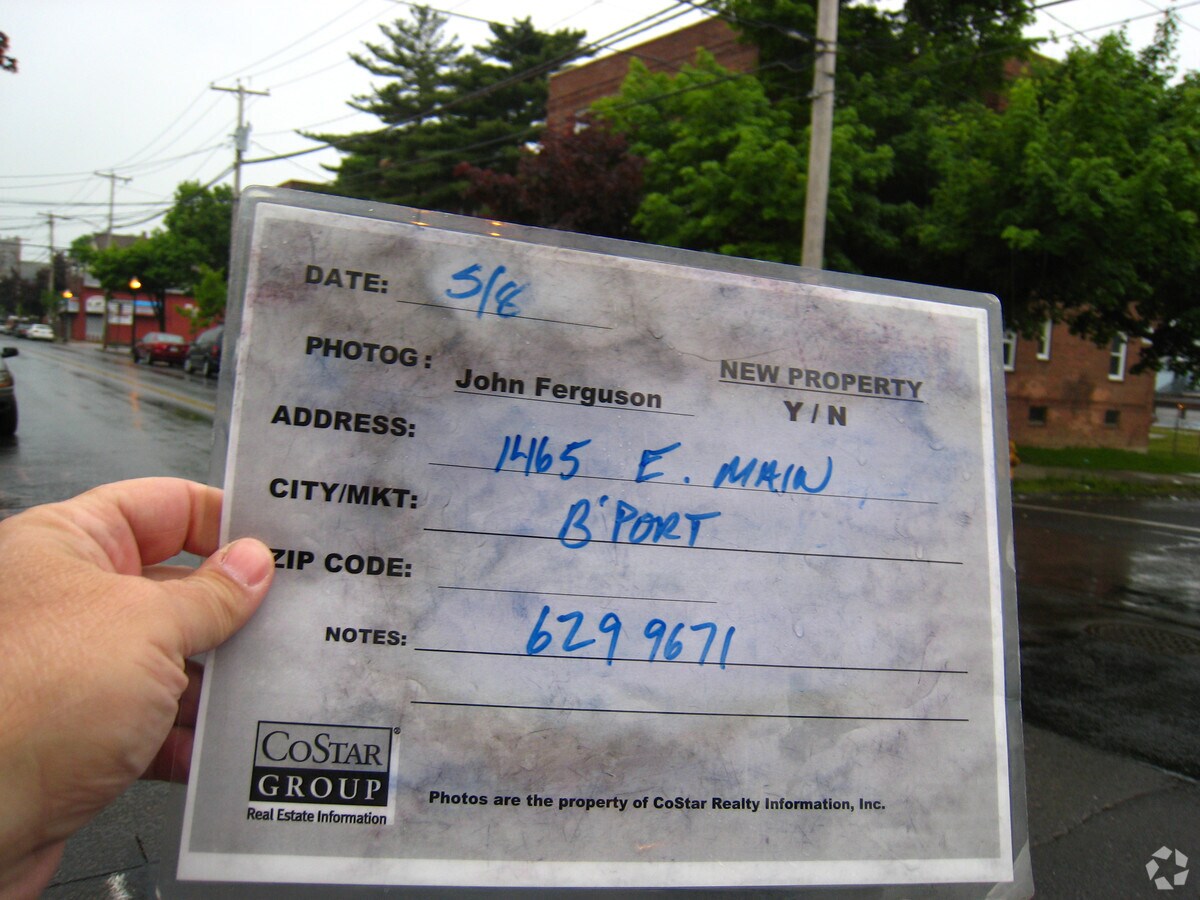 DATE: 5/8
PHOTOG: John Ferguson
NEW PROPERTY
Y / N
ADDRESS: 1465 E. MAIN
CITY/MKT: B'PORT
ZIP CODE:
NOTES: 629 9671
COSTAR ®
GROUP
Real Estate Information
Photos are the property of CoStar Realty Information, Inc.